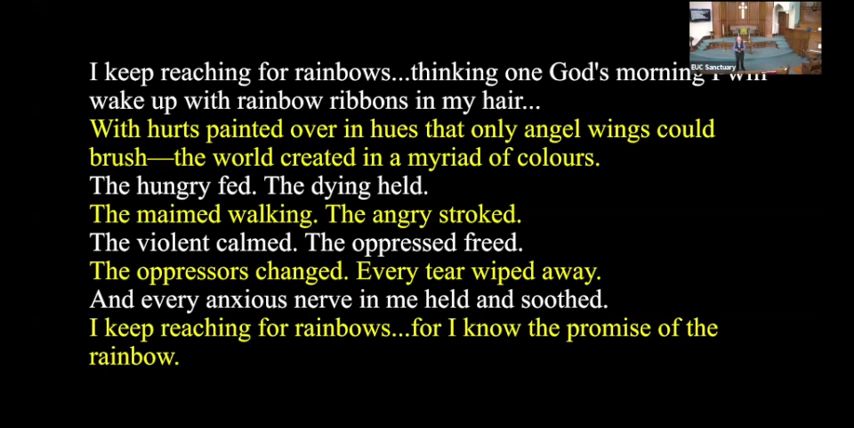 I keep reaching for rainbows...thinking one God's morning I will
wake up with rainbow ribbons in my hair...
With hurts painted over in hues that only angel wings could
brush—the world created in a myriad of colours.
The hungry fed. The dying held.
The maimed walking. The angry stroked.
The violent calmed. The oppressed freed.
The oppressors changed. Every tear wiped away.
And every anxious nerve in me held and soothed.
I keep reaching for rainbows...for I know the promise of the
rainbow.
EUC Sanctuary